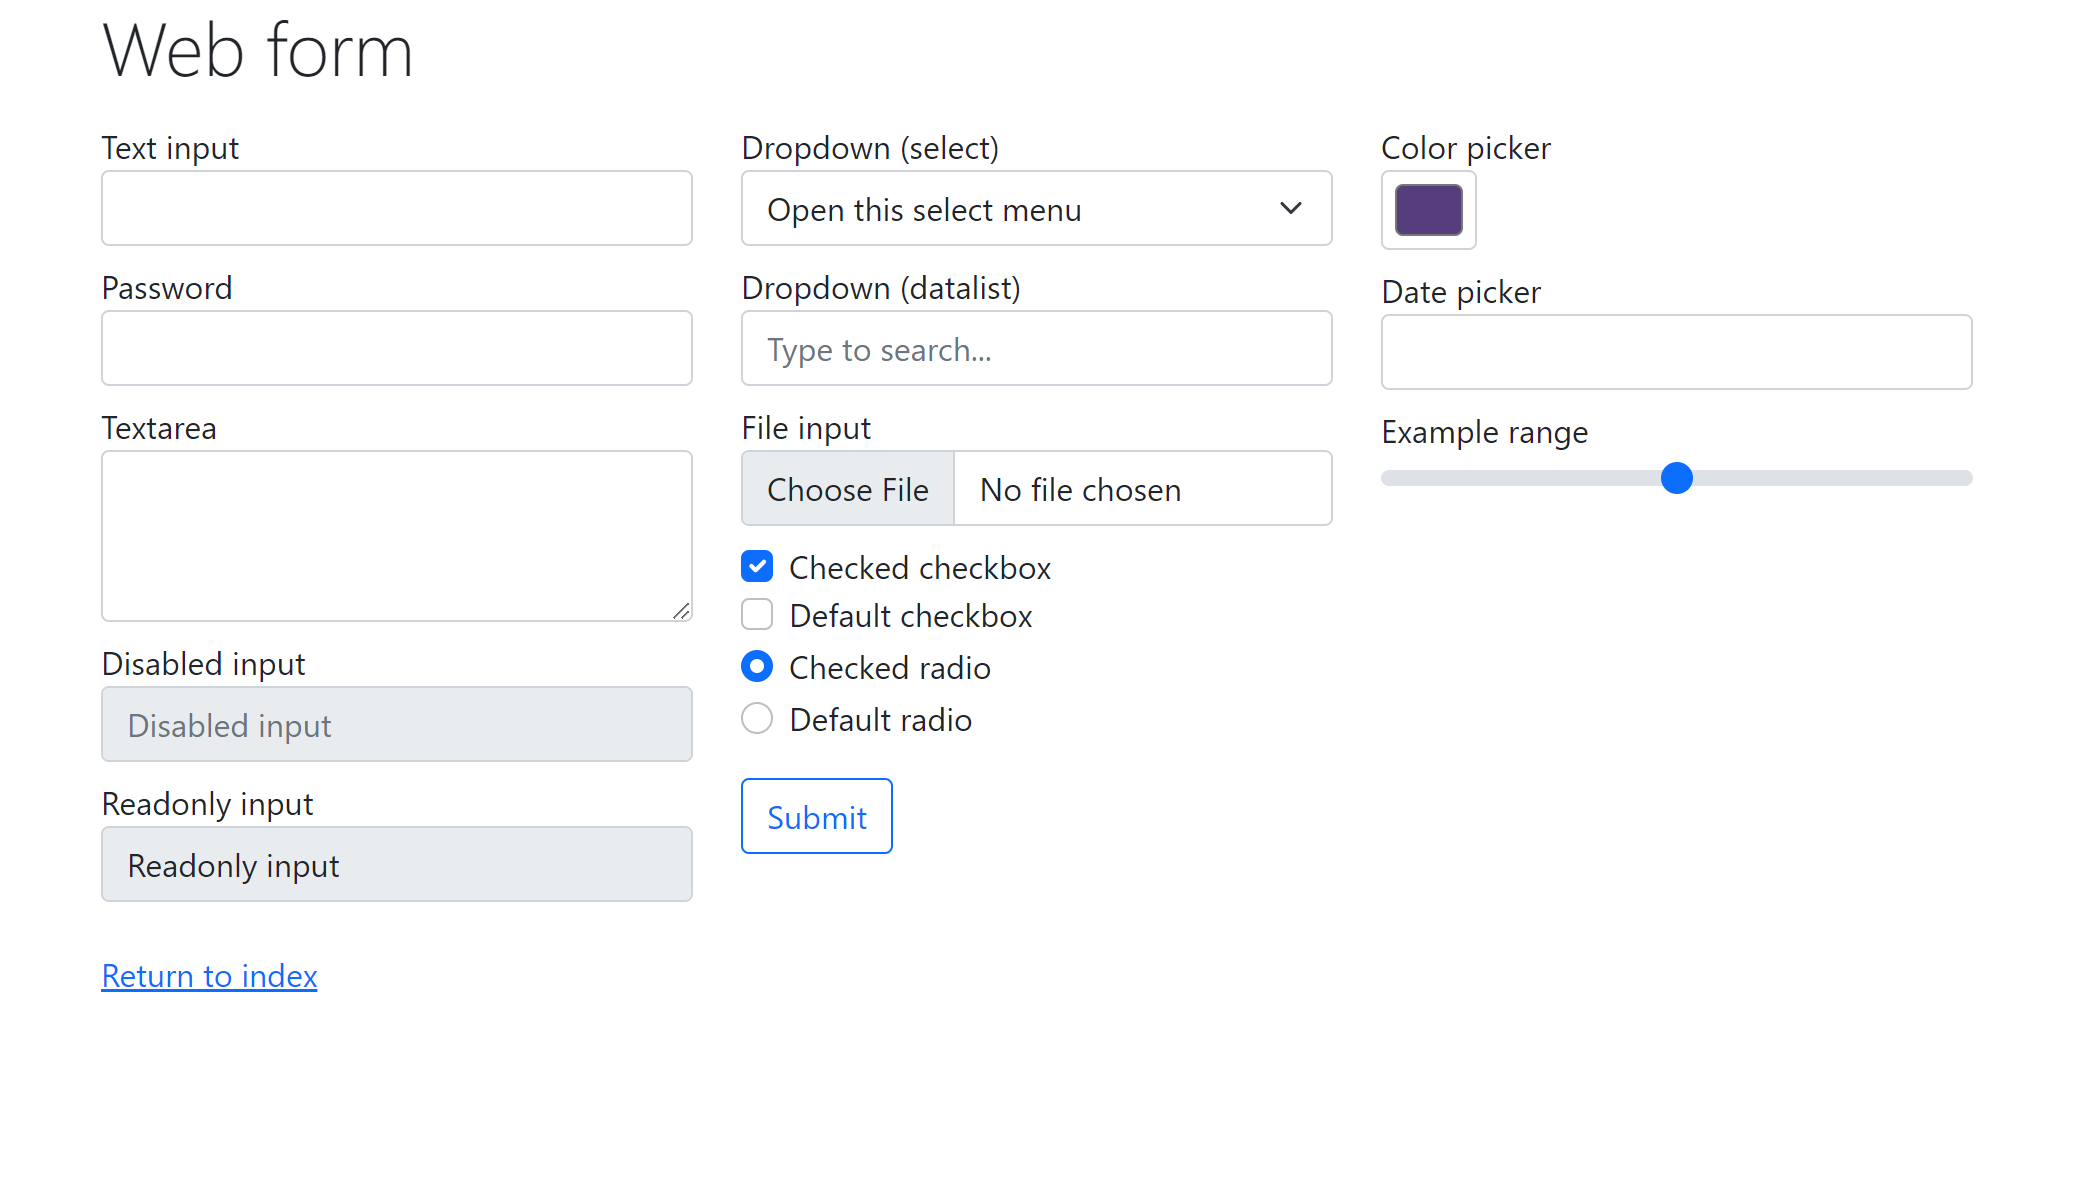 Web form
Text input
Password
Textarea
Disabled input
Disabled input
Readonly input
Readonly input
Return to index
Dropdown (select)
Open this select menu
Dropdown (datalist)
Type to search...
File input
Choose File No file chosen
Checked checkbox
Default checkbox
Checked radio
Default radio
Submit
Color picker
Date picker
Example range